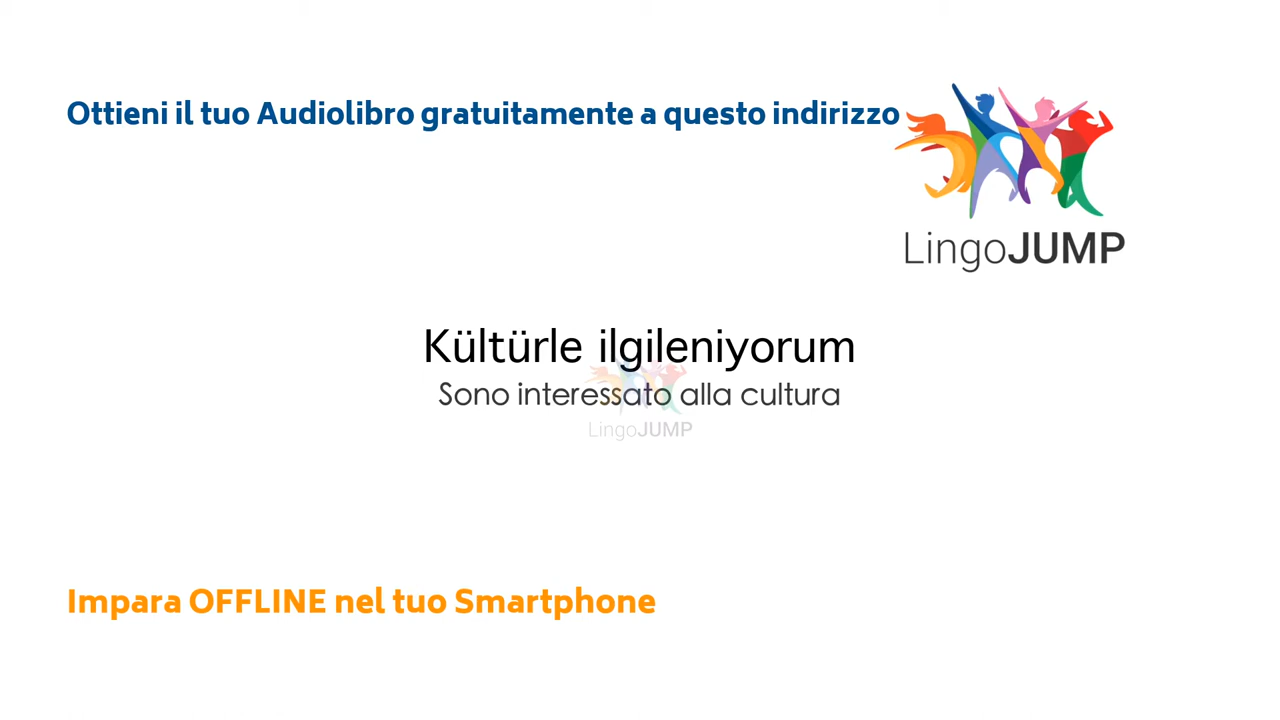 Ottieni il tuo Audiolibro gratuitamente a questo indirizzo
LingoJUMP
Kültürle ilgileniyorum
Sono interessato alla cultura
LingoJUMP
Impara OFFLINE nel tuo Smartphone